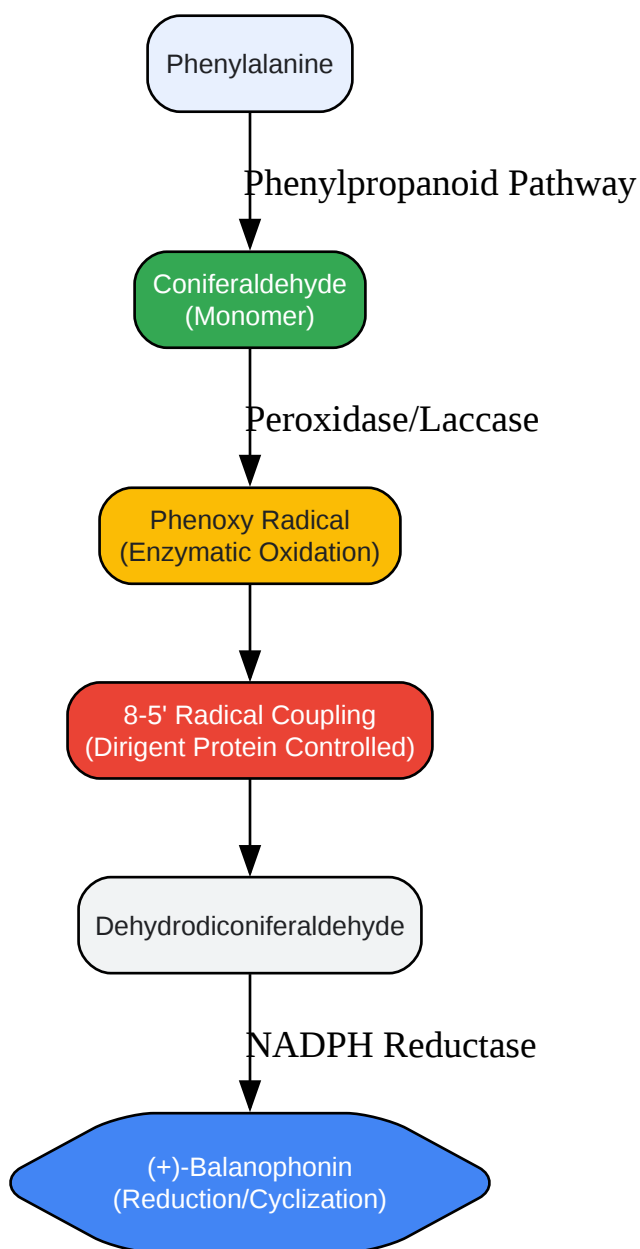 Phenylalanine
Phenylpropanoid Pathway
Coniferaldehyde
(Monomer)
Peroxidase/Laccase
Phenoxy Radical
(Enzymatic Oxidation)
8-5' Radical Coupling
(Dirigent Protein Controlled)
Dehydrodiconiferaldehyde
NADPH Reductase
(+)-Balanophonin
(Reduction/Cyclization)